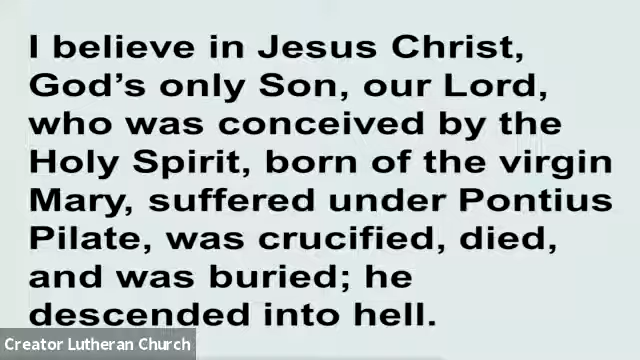 I believe in Jesus Christ,
God’s only Son, our Lord,
who was conceived by the
Holy Spirit, born of the virgin
Mary, suffered under Pontius
Pilate, was crucified, died,
and was buried; he
descended into hell.
Creator Lutheran Church